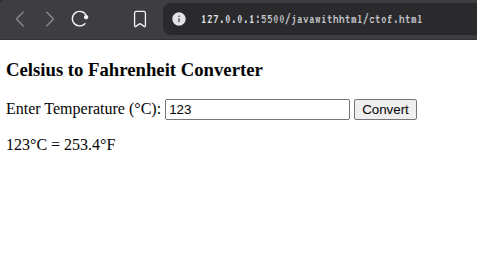 127.0.0.1:5500/javawithhtml/ctof.html
Celsius to Fahrenheit Converter
Enter Temperature (°C): 123 Convert
123°C = 253.4°F